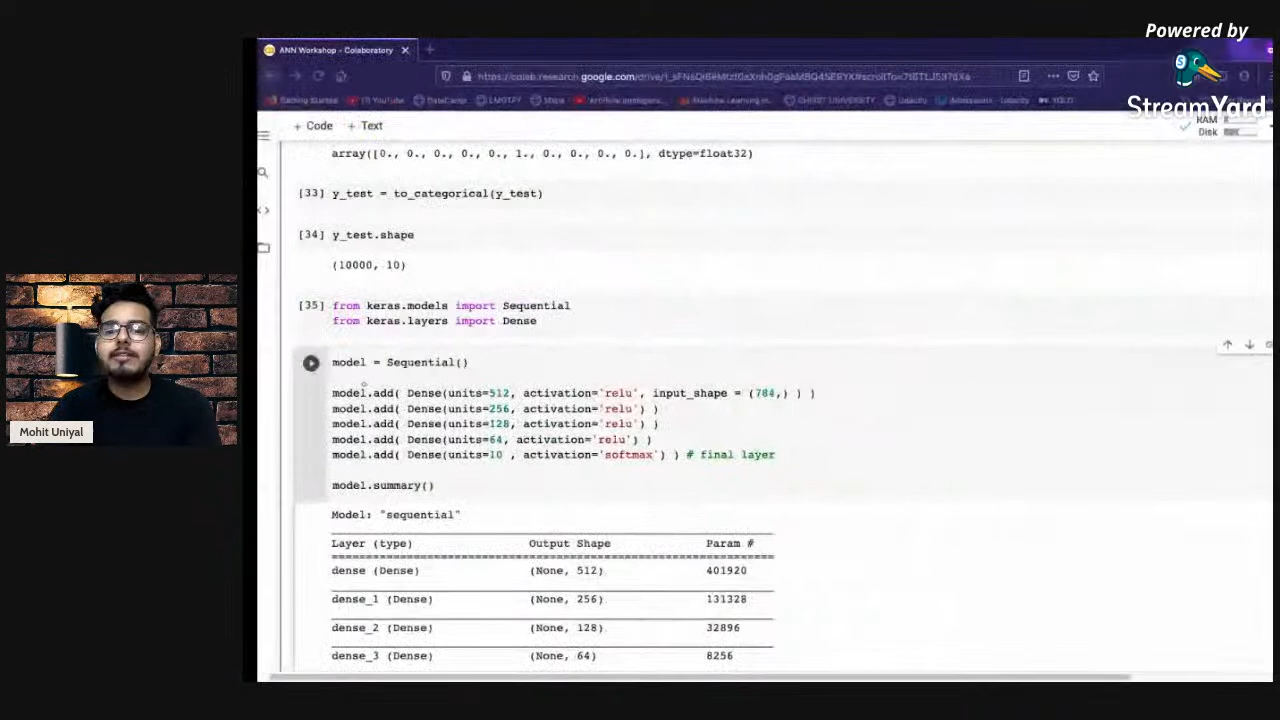 Powered by
StreamYard
ANN Workshop - Colaboratory
+ Code + Text
RAM
Disk
array([0., 0., 0., 0., 0., 1., 0., 0., 0., 0.], dtype=float32)
[33] y_test = to_categorical(y_test)
[34] y_test.shape
(10000, 10)
[35] from keras.models import Sequential
from keras.layers import Dense
model = Sequential()
model.add( Dense(units=512, activation='relu', input_shape = (784,) ) )
model.add( Dense(units=256, activation='relu') )
model.add( Dense(units=128, activation='relu') )
model.add( Dense(units=64, activation='relu') )
model.add( Dense(units=10 , activation='softmax') ) # final layer
model.summary()
Model: "sequential"
Layer (type) Output Shape Param #
dense (Dense) (None, 512) 401920
dense_1 (Dense) (None, 256) 131328
dense_2 (Dense) (None, 128) 32896
dense_3 (Dense) (None, 64) 8256
Mohit Uniyal